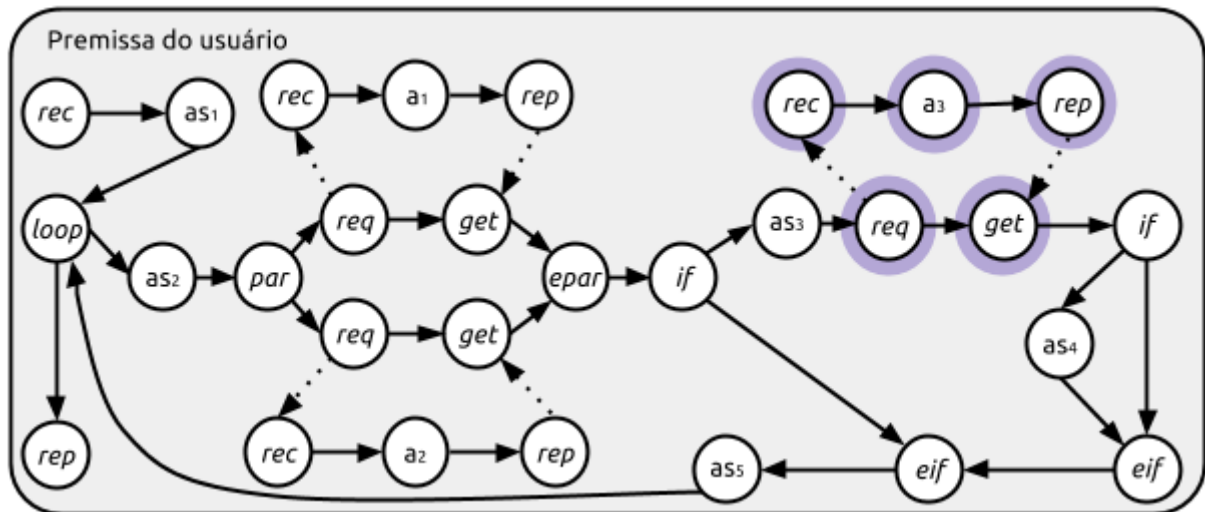 Premissa do usuário
rec
as₁
rec
a₁
rep
rec
a₃
rep
loop
as₂
par
req
get
epar
if
as₃
req
get
if
req
get
as₄
rep
rec
a₂
rep
as₅
eif
eif